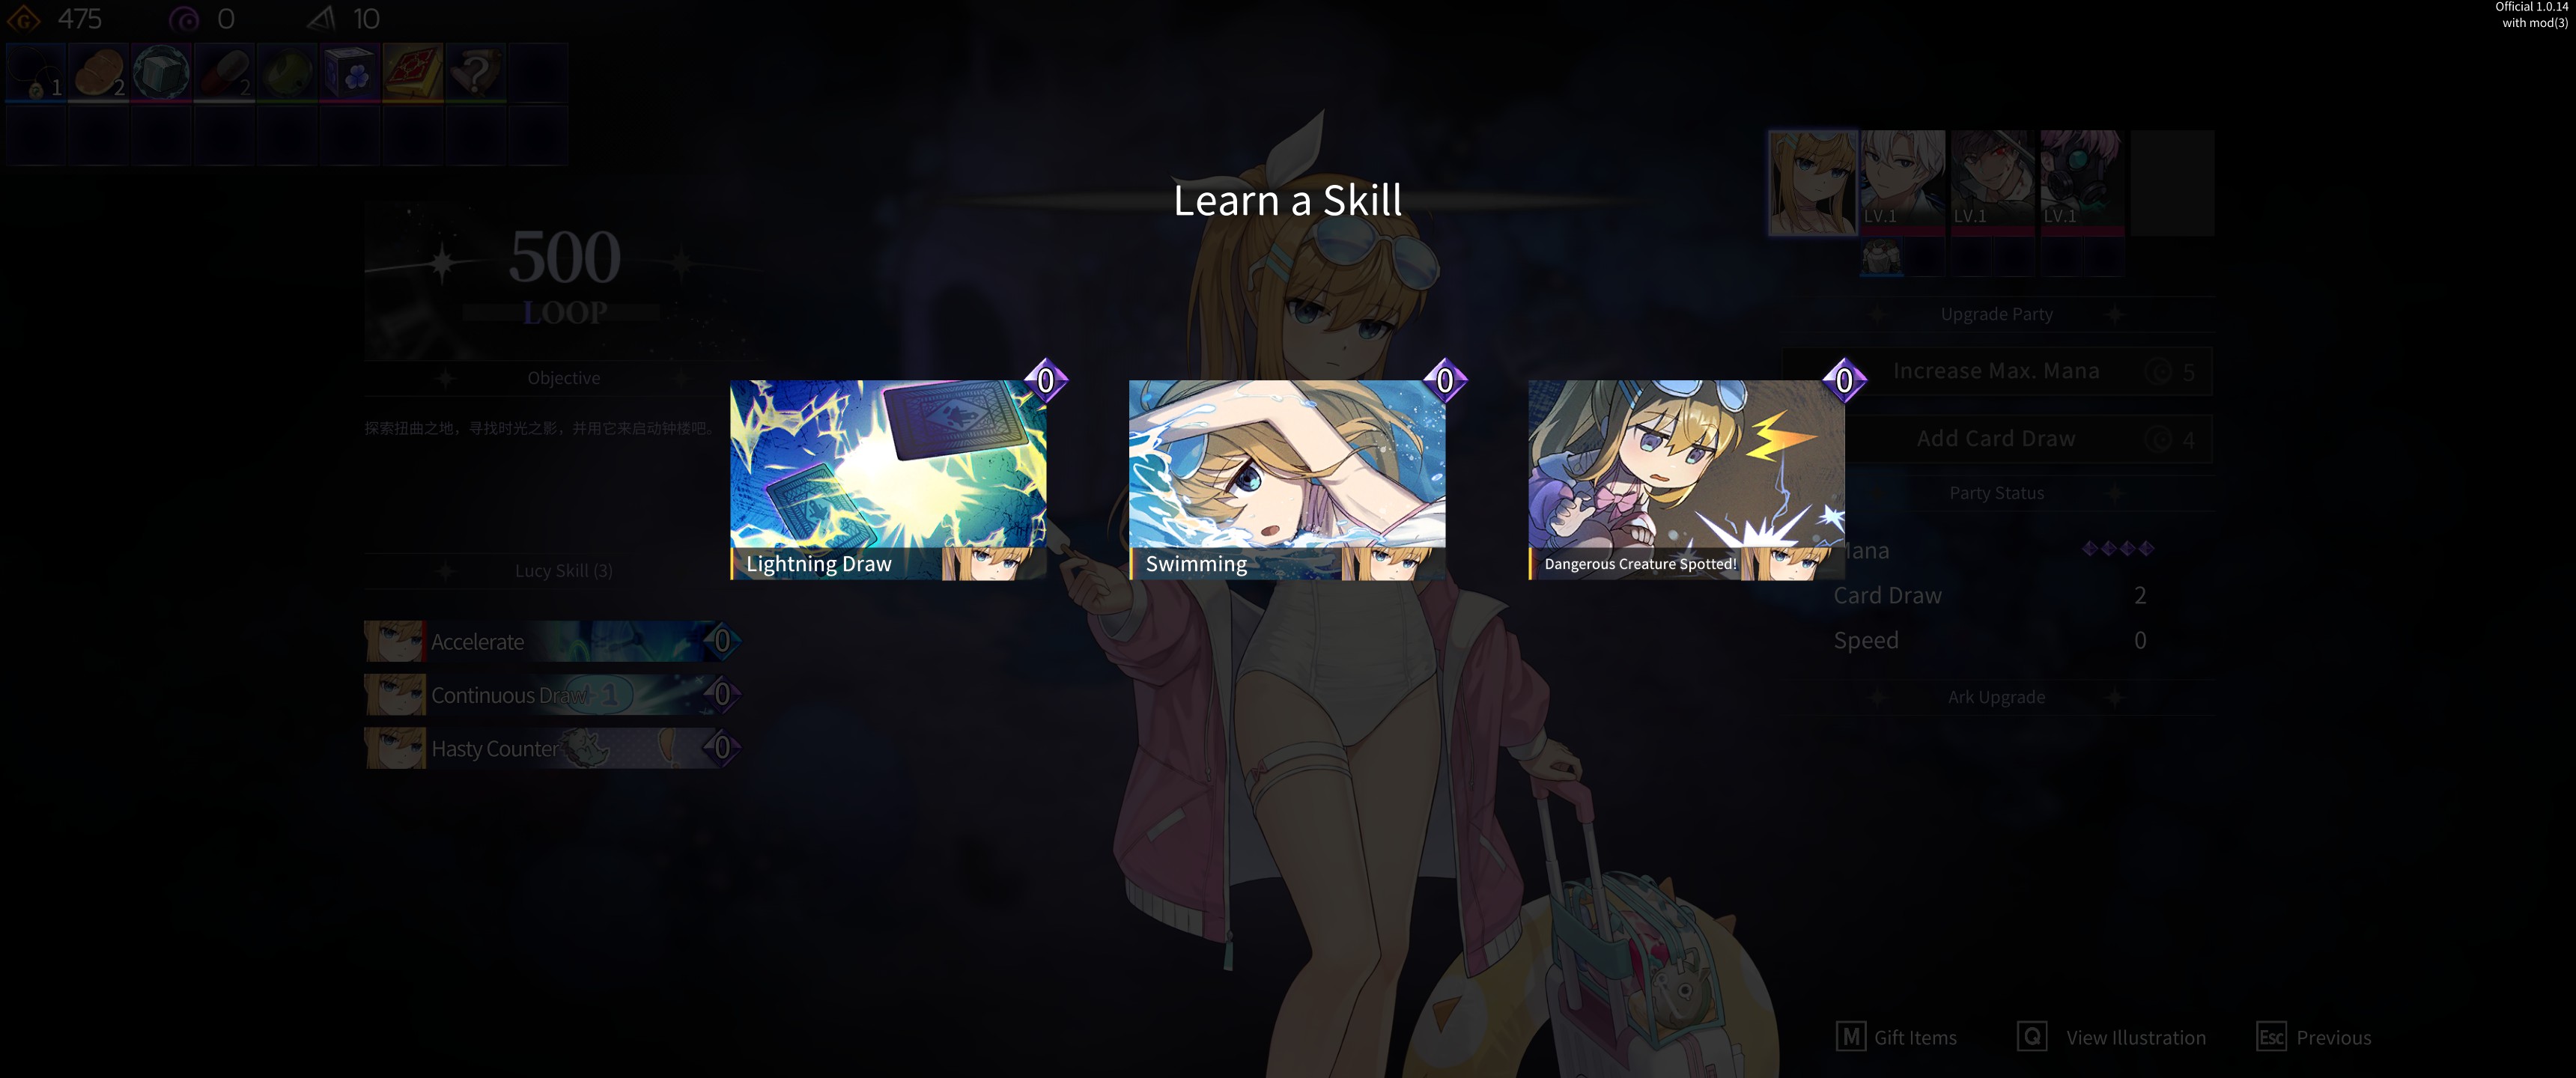 475 0 10
Official 1.0.14
with mod(3)
1 2 2
Learn a Skill
LV.1 LV.1 LV.1
500
LOOP
Upgrade Party
Increase Max. Mana 5
Objective
Add Card Draw 4
探索扭曲之地，寻找时光之影，并用它来启动钟楼吧。
0 0 0
Lightning Draw
Swimming
Dangerous Creature Spotted!
Party Status
Mana
Card Draw 2
Speed 0
Ark Upgrade
Lucy Skill (3)
Accelerate 0
Continuous Draw +1 0
Hasty Counter 0
M Gift Items Q View Illustration Esc Previous